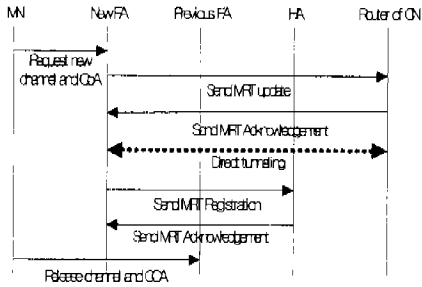 MN New FA Previous FA HA Router of CN
Request new
channel and CoA
Send MRT update
Send MRT Acknowledgement
Direct tunneling
Send MRT Registration
Send MRT Acknowledgement
Release channel and COA